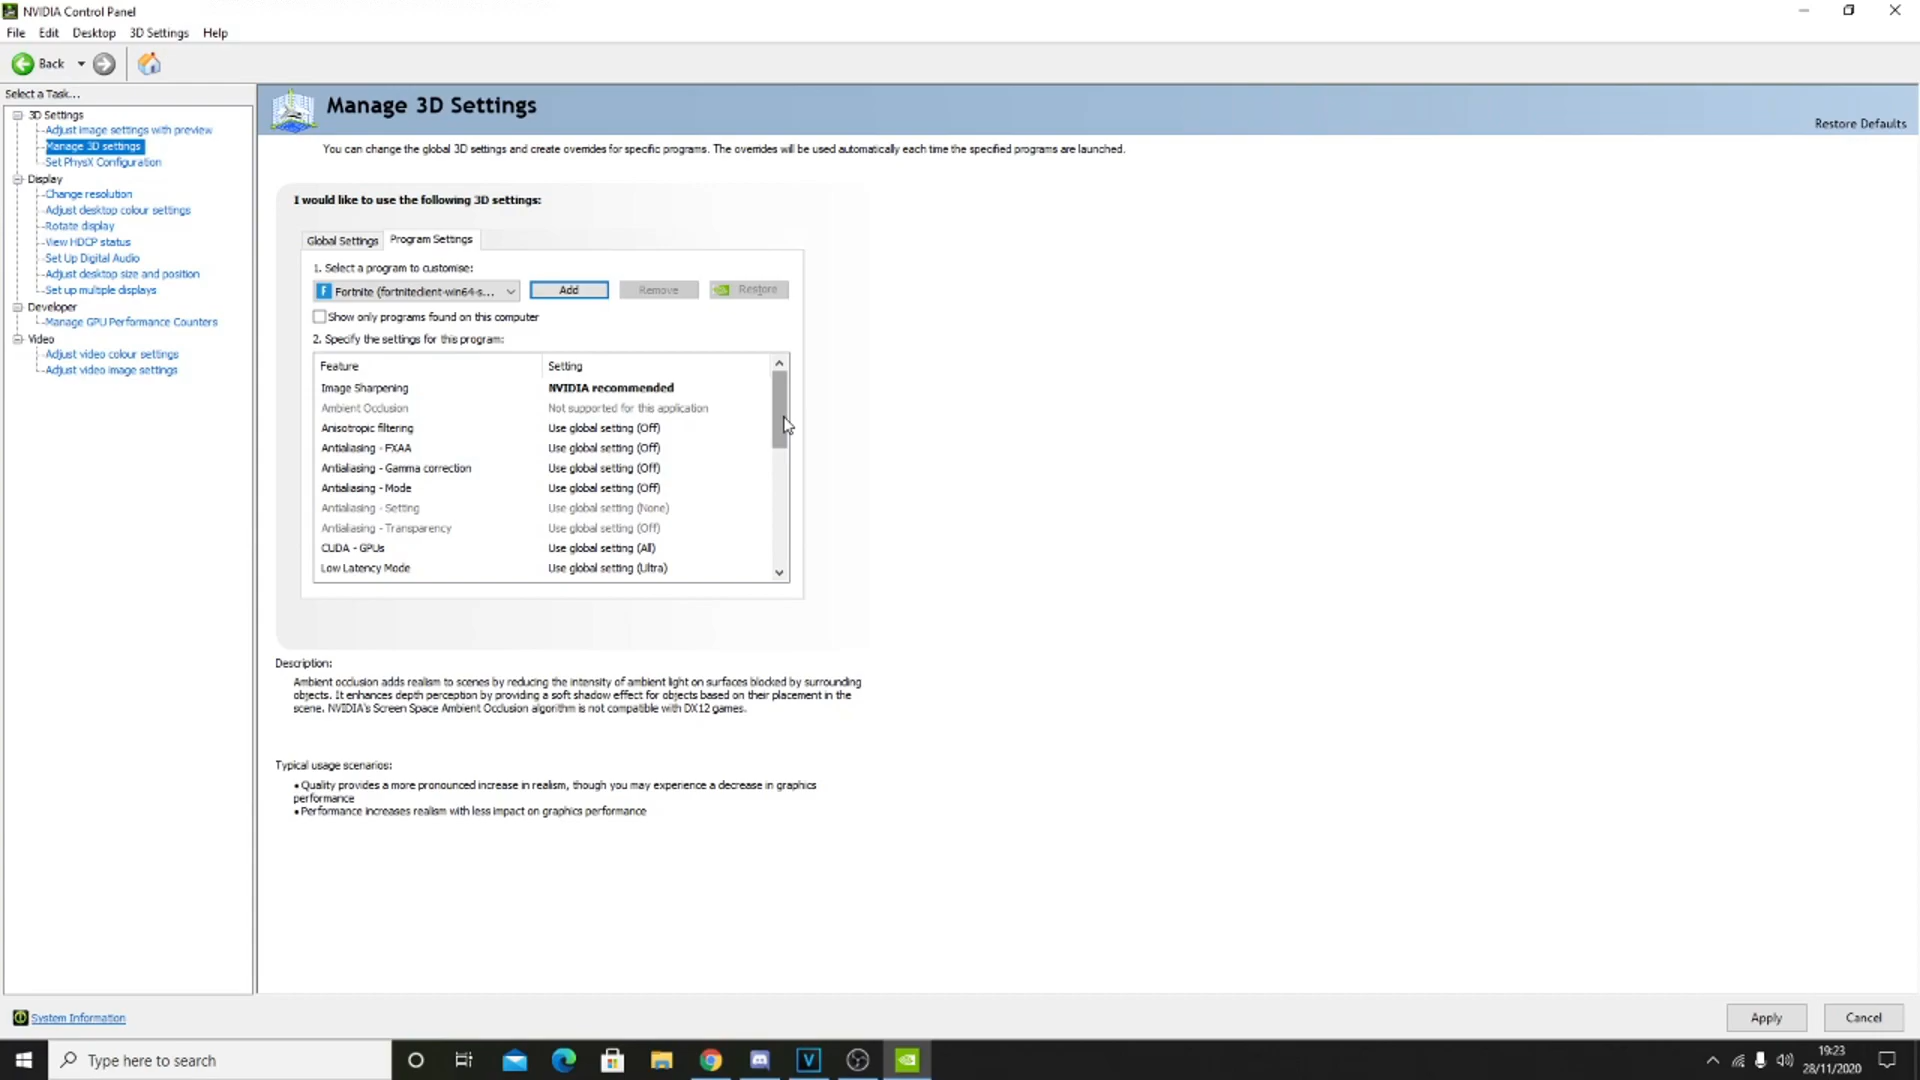 NVIDIA Control Panel
File Edit Desktop 3D Settings Help
Back
Select a Task...
3D Settings
Adjust image settings with preview
Manage 3D settings
Set PhysX Configuration
Display
Change resolution
Adjust desktop colour settings
Rotate display
View HDCP status
Set Up Digital Audio
Adjust desktop size and position
Set up multiple displays
Developer
Manage GPU Performance Counters
Video
Adjust video colour settings
Adjust video image settings
System Information
Manage 3D Settings
Restore Defaults
You can change the global 3D settings and create overrides for specific programs. The overrides will be used automatically each time the specified programs are launched.
I would like to use the following 3D settings:
Global Settings Program Settings
1. Select a program to customise:
Fortnite (fortniteclient-win64-s... Add Remove Restore
Show only programs found on this computer
2. Specify the settings for this program:
Feature Setting
Image Sharpening NVIDIA recommended
Ambient Occlusion Not supported for this application
Anisotropic filtering Use global setting (Off)
Antialiasing - FXAA Use global setting (Off)
Antialiasing - Gamma correction Use global setting (Off)
Antialiasing - Mode Use global setting (Off)
Antialiasing - Setting Use global setting (None)
Antialiasing - Transparency Use global setting (Off)
CUDA - GPUs Use global setting (All)
Low Latency Mode Use global setting (Ultra)
Description:
Ambient occlusion adds realism to scenes by reducing the intensity of ambient light on surfaces blocked by surrounding
objects. It enhances depth perception by providing a soft shadow effect for objects based on their placement in the
scene. NVIDIA's Screen Space Ambient Occlusion algorithm is not compatible with DX12 games.
Typical usage scenarios:
•Quality provides a more pronounced increase in realism, though you may experience a decrease in graphics
performance
•Performance increases realism with less impact on graphics performance
Apply Cancel
Type here to search
V
19:23
28/11/2020